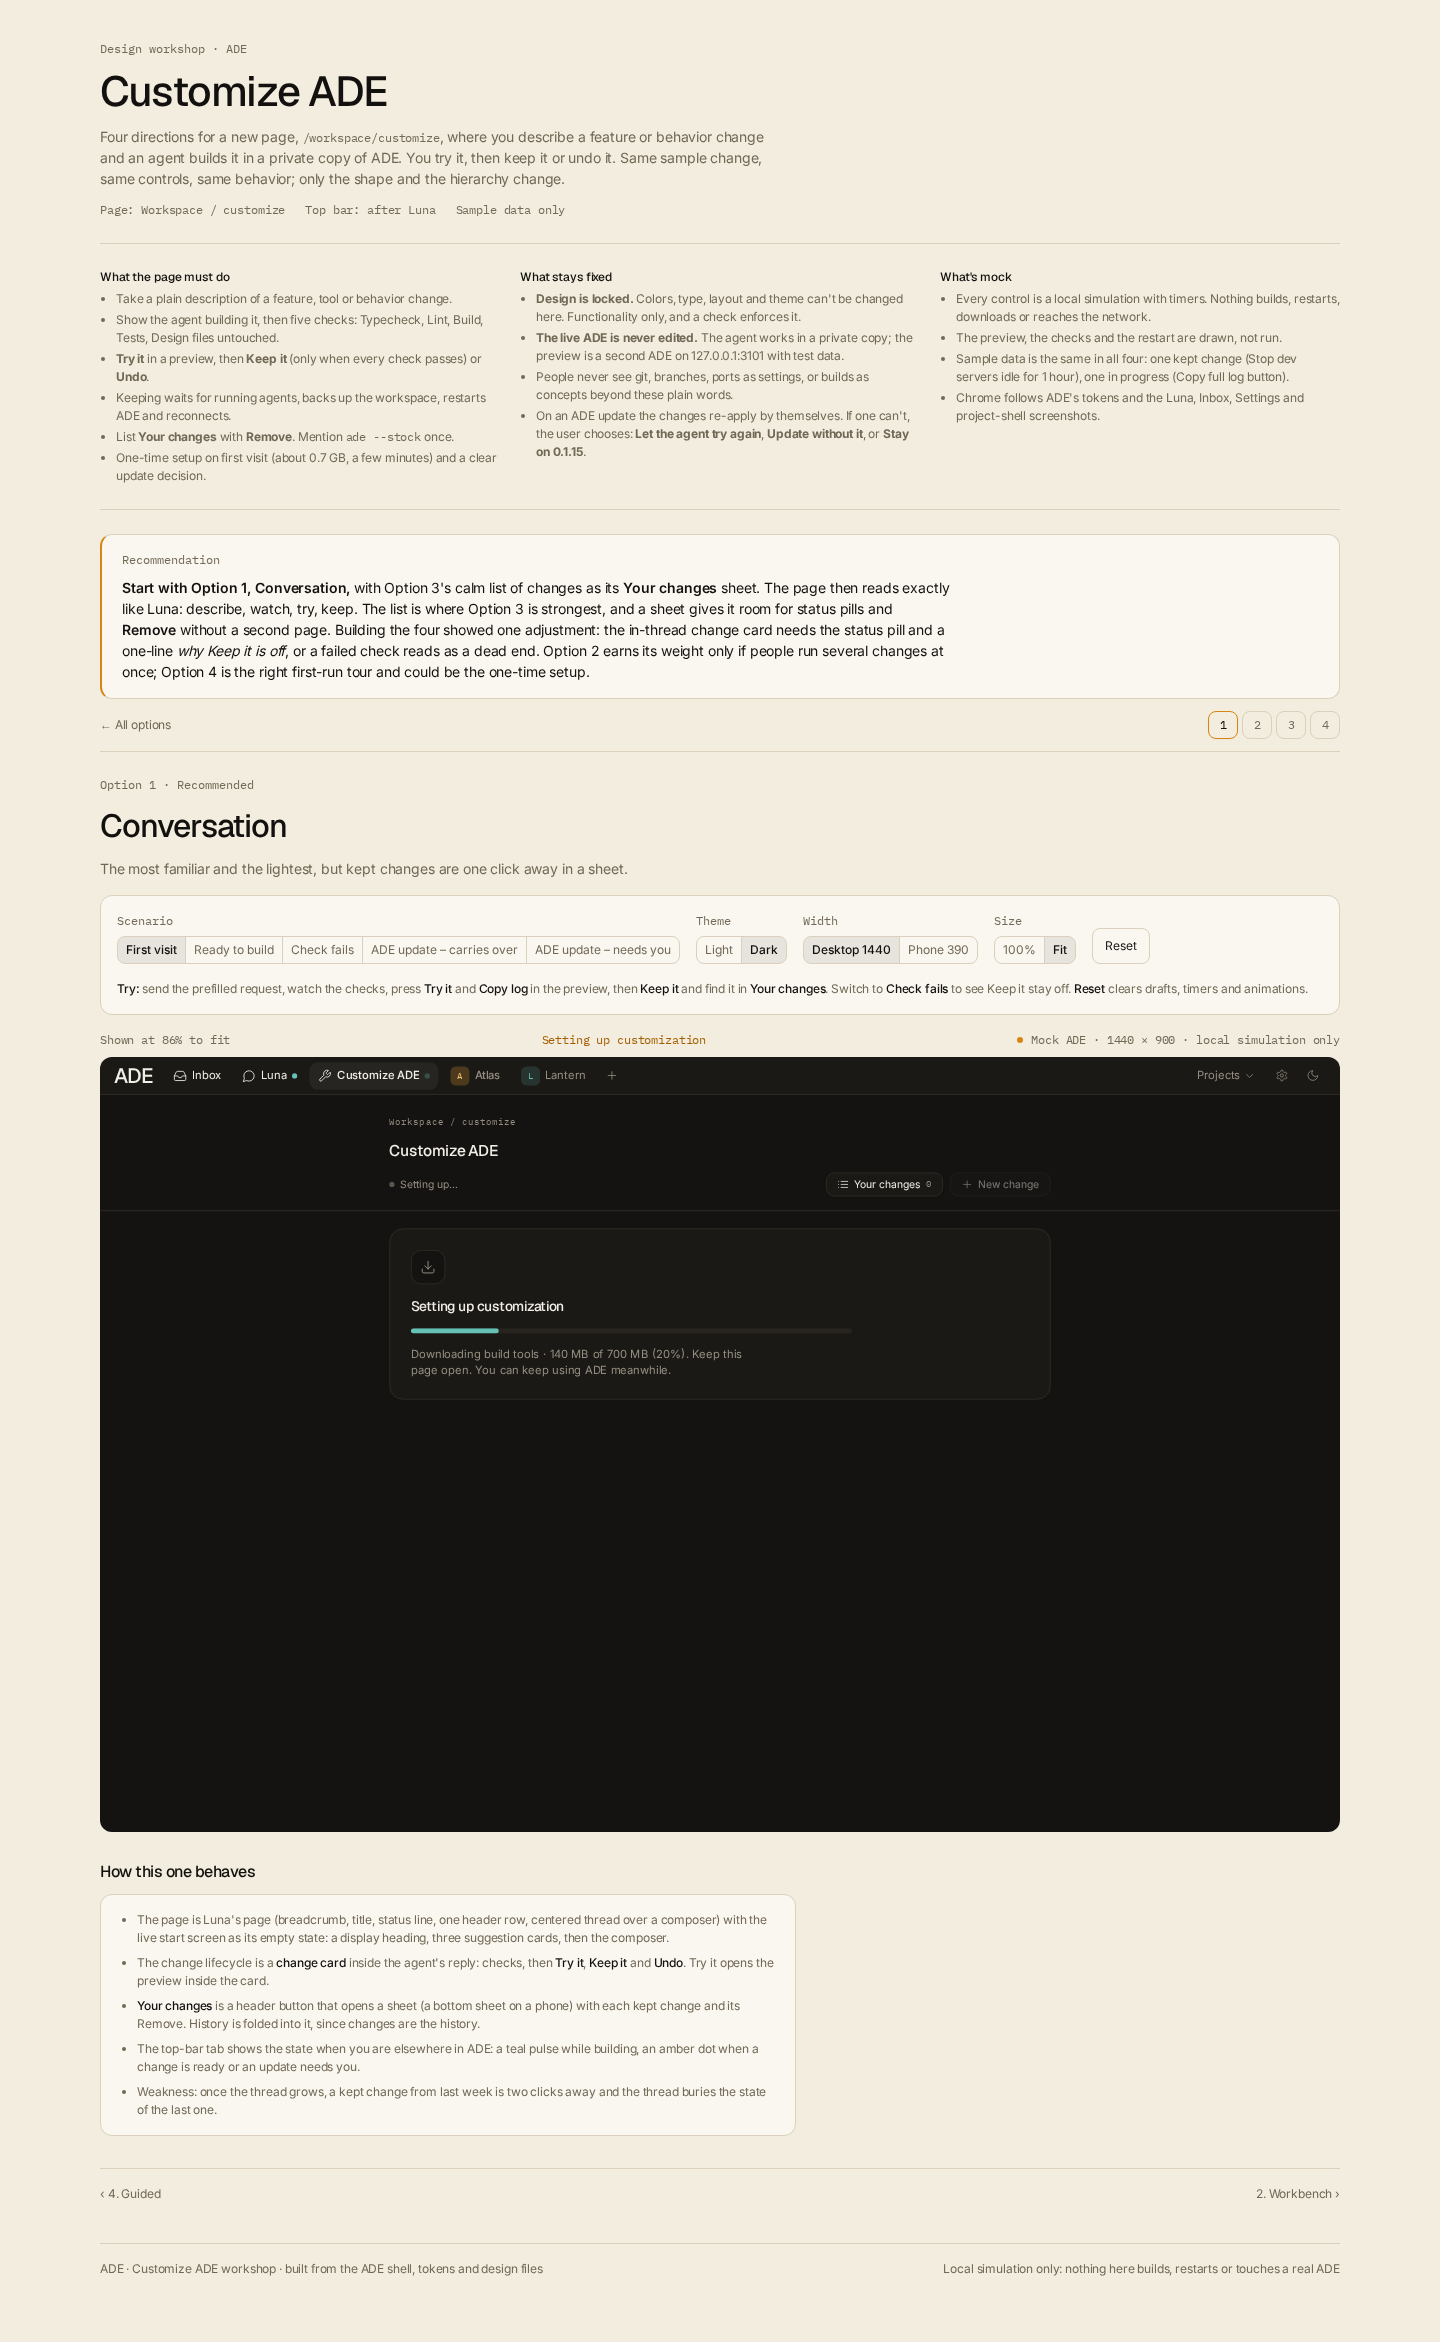 Design workshop · ADE
Customize ADE
Four directions for a new page, /workspace/customize, where you describe a feature or behavior change
and an agent builds it in a private copy of ADE. You try it, then keep it or undo it. Same sample change,
same controls, same behavior; only the shape and the hierarchy change.
Page: Workspace / customize Top bar: after Luna Sample data only
What the page must do
• Take a plain description of a feature, tool or behavior change.
• Show the agent building it, then five checks: Typecheck, Lint, Build,
Tests, Design files untouched.
• Try it in a preview, then Keep it (only when every check passes) or
Undo.
• Keeping waits for running agents, backs up the workspace, restarts
ADE and reconnects.
• List Your changes with Remove. Mention ade --stock once.
• One-time setup on first visit (about 0.7 GB, a few minutes) and a clear
update decision.
What stays fixed
• Design is locked. Colors, type, layout and theme can't be changed
here. Functionality only, and a check enforces it.
• The live ADE is never edited. The agent works in a private copy; the
preview is a second ADE on 127.0.0.1:3101 with test data.
• People never see git, branches, ports as settings, or builds as
concepts beyond these plain words.
• On an ADE update the changes re-apply by themselves. If one can't,
the user chooses: Let the agent try again, Update without it, or Stay
on 0.1.15.
What's mock
• Every control is a local simulation with timers. Nothing builds, restarts,
downloads or reaches the network.
• The preview, the checks and the restart are drawn, not run.
• Sample data is the same in all four: one kept change (Stop dev
servers idle for 1 hour), one in progress (Copy full log button).
• Chrome follows ADE's tokens and the Luna, Inbox, Settings and
project-shell screenshots.
Recommendation
Start with Option 1, Conversation, with Option 3's calm list of changes as its Your changes sheet. The page then reads exactly
like Luna: describe, watch, try, keep. The list is where Option 3 is strongest, and a sheet gives it room for status pills and
Remove without a second page. Building the four showed one adjustment: the in-thread change card needs the status pill and a
one-line why Keep it is off, or a failed check reads as a dead end. Option 2 earns its weight only if people run several changes at
once; Option 4 is the right first-run tour and could be the one-time setup.
← All options 1 2 3 4
Option 1 · Recommended
Conversation
The most familiar and the lightest, but kept changes are one click away in a sheet.
Scenario Theme Width Size
First visit Ready to build Check fails ADE update – carries over ADE update – needs you Light Dark Desktop 1440 Phone 390 100% Fit Reset
Try: send the prefilled request, watch the checks, press Try it and Copy log in the preview, then Keep it and find it in Your changes. Switch to Check fails to see Keep it stay off. Reset clears drafts, timers and animations.
Shown at 86% to fit Setting up customization Mock ADE · 1440 × 900 · local simulation only
ADE Inbox Luna Customize ADE A Atlas L Lantern + Projects
Workspace / customize
Customize ADE
Setting up... Your changes 0 + New change
Setting up customization
Downloading build tools · 140 MB of 700 MB (20%). Keep this
page open. You can keep using ADE meanwhile.
How this one behaves
• The page is Luna's page (breadcrumb, title, status line, one header row, centered thread over a composer) with the
live start screen as its empty state: a display heading, three suggestion cards, then the composer.
• The change lifecycle is a change card inside the agent's reply: checks, then Try it, Keep it and Undo. Try it opens the
preview inside the card.
• Your changes is a header button that opens a sheet (a bottom sheet on a phone) with each kept change and its
Remove. History is folded into it, since changes are the history.
• The top-bar tab shows the state when you are elsewhere in ADE: a teal pulse while building, an amber dot when a
change is ready or an update needs you.
• Weakness: once the thread grows, a kept change from last week is two clicks away and the thread buries the state
of the last one.
‹ 4. Guided 2. Workbench ›
ADE · Customize ADE workshop · built from the ADE shell, tokens and design files Local simulation only: nothing here builds, restarts or touches a real ADE